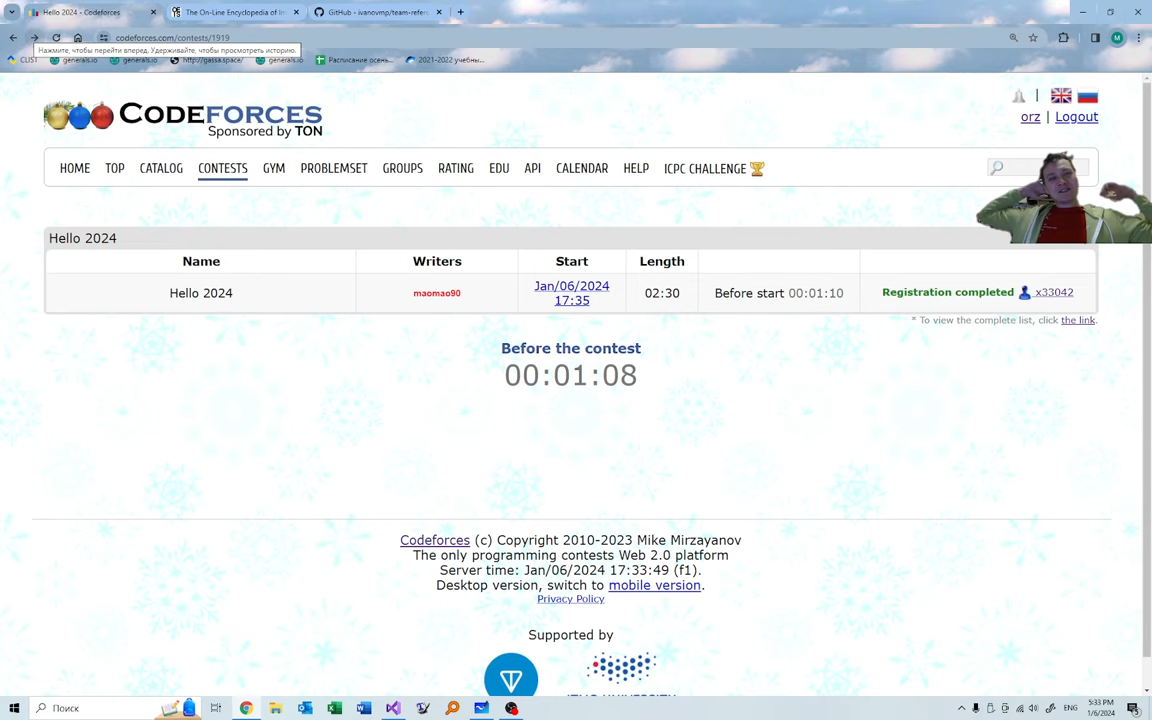 Hello 2024 - Codeforces
The On-Line Encyclopedia of In
GitHub - ivanovmp/team-refere
codeforces.com/contests/1919
Нажмите, чтобы перейти вперед. Удерживайте, чтобы просмотреть историю.
CLIST
generals.io
generals.io
http://gassa.space/
generals.io
Расписание осень...
2021-2022 учебны...
CODEFORCES
Sponsored by TON
orz | Logout
HOME TOP CATALOG CONTESTS GYM PROBLEMSET GROUPS RATING EDU API CALENDAR HELP ICPC CHALLENGE
Hello 2024
Name Writers Start Length
Hello 2024 maomao90 Jan/06/2024 17:35 02:30 Before start 00:01:10 Registration completed x33042
* To view the complete list, click the link.
Before the contest
00:01:08
Codeforces (c) Copyright 2010-2023 Mike Mirzayanov
The only programming contests Web 2.0 platform
Server time: Jan/06/2024 17:33:49 (f1).
Desktop version, switch to mobile version.
Privacy Policy
Supported by
Поиск
ENG
5:33 PM
1/6/2024